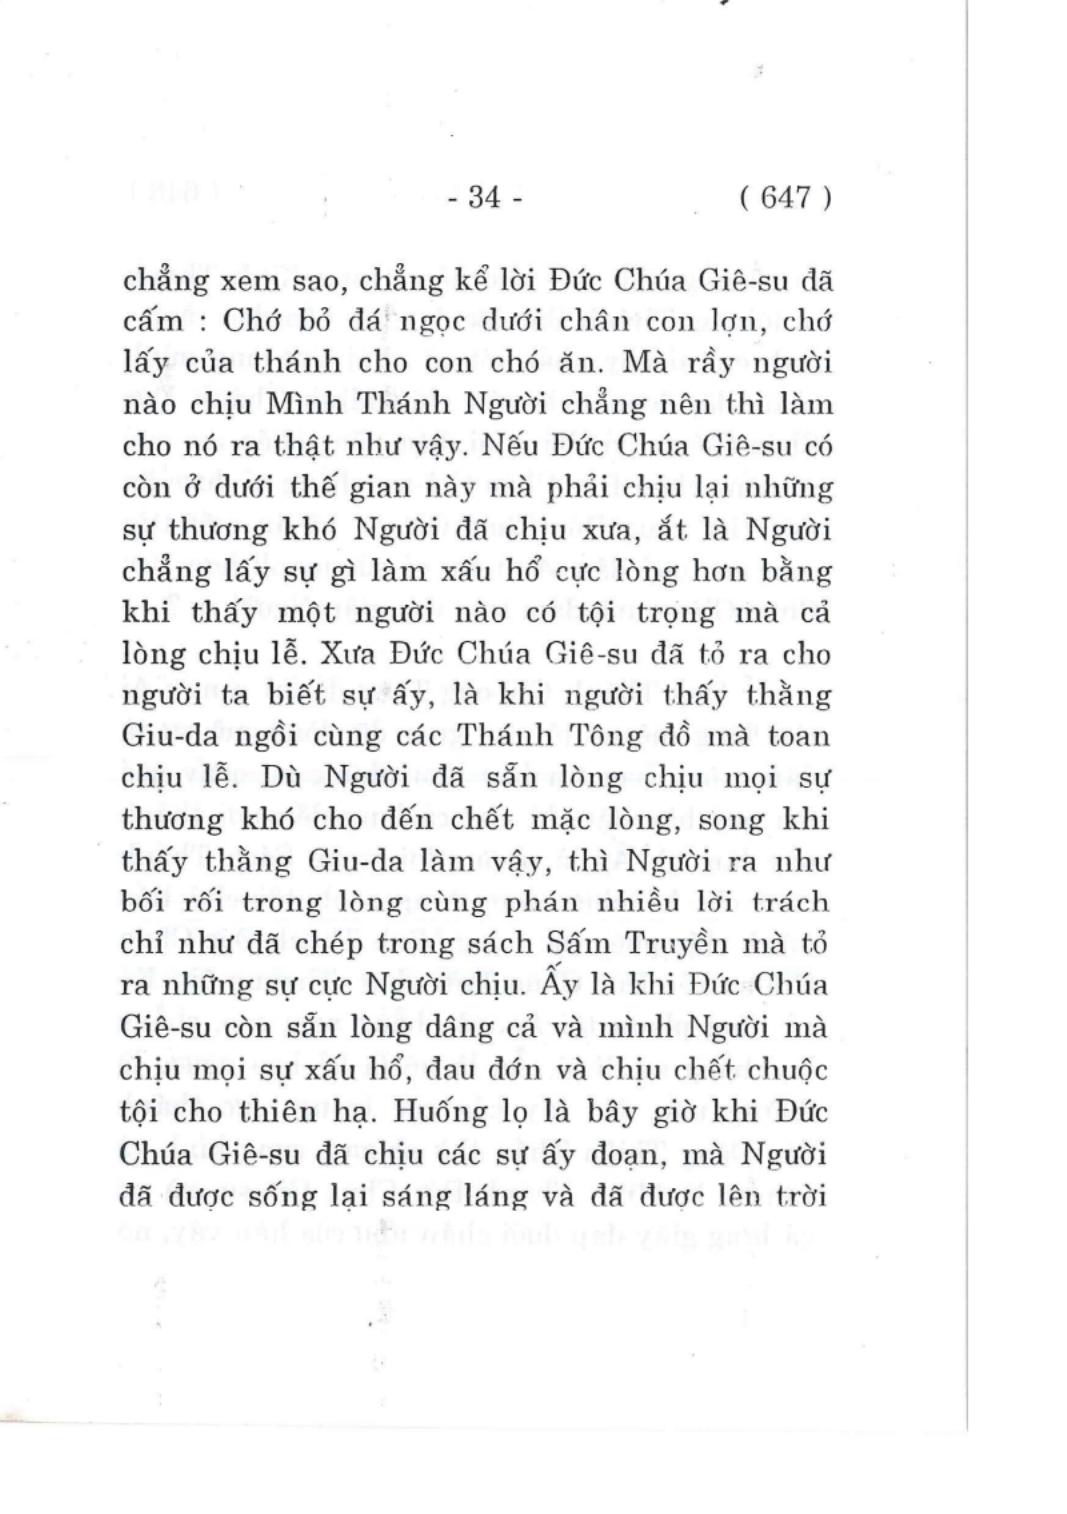 - 34 - ( 647 )
chẳng xem sao, chẳng kể lời Đức Chúa Giê-su đã
cấm : Chớ bỏ đá ngọc dưới chân con lợn, chớ
lấy của thánh cho con chó ăn. Mà rầy người
nào chịu Mình Thánh Người chẳng nên thì làm
cho nó ra thật như vậy. Nếu Đức Chúa Giê-su có
còn ở dưới thế gian này mà phải chịu lại những
sự thương khó Người đã chịu xưa, ắt là Người
chẳng lấy sự gì làm xấu hổ cực lòng hơn bằng
khi thấy một người nào có tội trọng mà cả
lòng chịu lễ. Xưa Đức Chúa Giê-su đã tỏ ra cho
người ta biết sự ấy, là khi người thấy thằng
Giu-da ngồi cùng các Thánh Tông đồ mà toan
chịu lễ. Dù Người đã sẵn lòng chịu mọi sự
thương khó cho đến chết mặc lòng, song khi
thấy thằng Giu-da làm vậy, thì Người ra như
bối rối trong lòng cùng phán nhiều lời trách
chỉ như đã chép trong sách Sấm Truyền mà tỏ
ra những sự cực Người chịu. Ấy là khi Đức Chúa
Giê-su còn sẵn lòng dâng cả và mình Người mà
chịu mọi sự xấu hổ, đau đớn và chịu chết chuộc
tội cho thiên hạ. Huống lọ là bây giờ khi Đức
Chúa Giê-su đã chịu các sự ấy đoạn, mà Người
đã được sống lại sáng láng và đã được lên trời